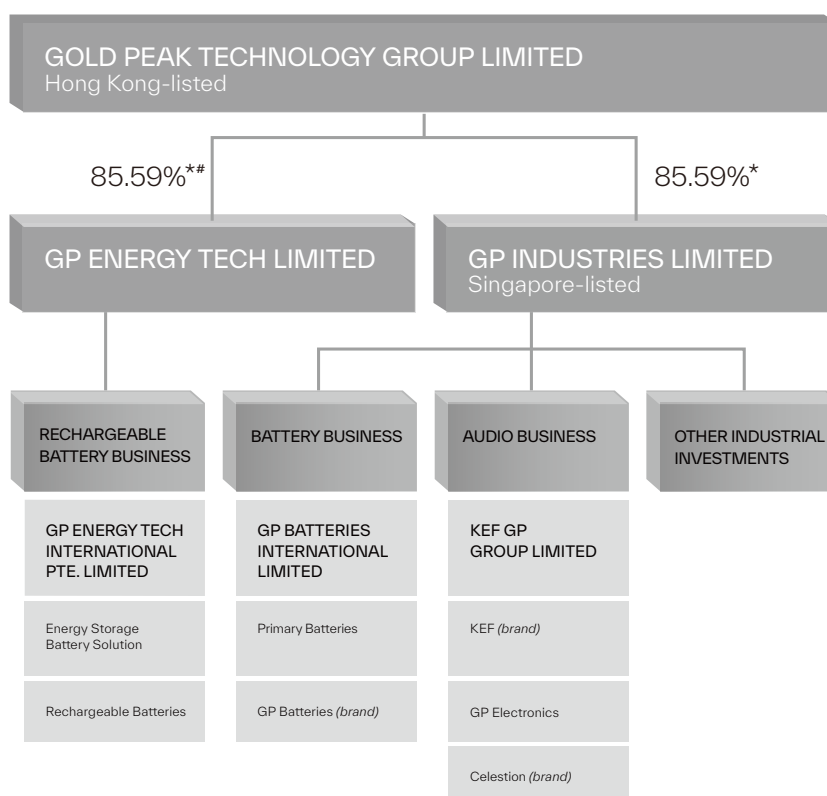 GOLD PEAK TECHNOLOGY GROUP LIMITED
Hong Kong-listed
85.59%*#
85.59%*
GP ENERGY TECH LIMITED
GP INDUSTRIES LIMITED
Singapore-listed
RECHARGEABLE
BATTERY BUSINESS
BATTERY BUSINESS
AUDIO BUSINESS
OTHER INDUSTRIAL
INVESTMENTS
GP ENERGY TECH
INTERNATIONAL
PTE. LIMITED
GP BATTERIES
INTERNATIONAL
LIMITED
KEF GP
GROUP LIMITED
Energy Storage
Battery Solution
Primary Batteries
KEF (brand)
Rechargeable Batteries
GP Batteries (brand)
GP Electronics
Celestion (brand)